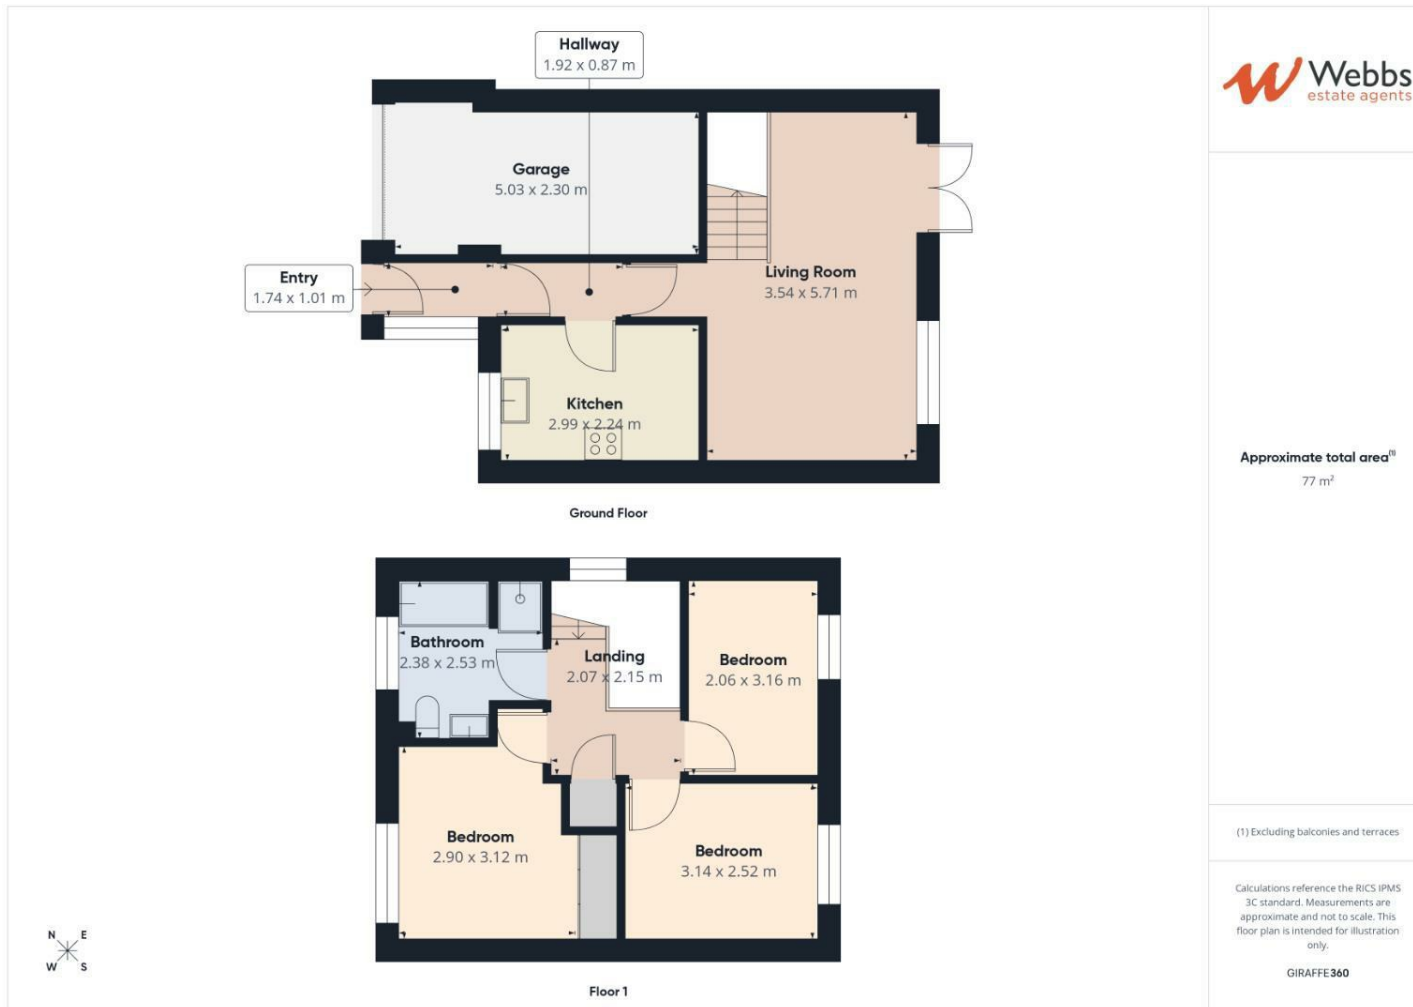 Hallway
1.92 x 0.87 m
Garage
5.03 x 2.30 m
Entry
1.74 x 1.01 m
Living Room
3.54 x 5.71 m
Kitchen
2.99 x 2.24 m
Ground Floor
Bathroom
2.38 x 2.53 m
Landing
2.07 x 2.15 m
Bedroom
2.06 x 3.16 m
Bedroom
2.90 x 3.12 m
Bedroom
3.14 x 2.52 m
Floor 1
N E
W S
Webbs
estate agents
Approximate total area(1)
77 m²
(1) Excluding balconies and terraces
Calculations reference the RICS IPMS
3C standard. Measurements are
approximate and not to scale. This
floor plan is intended for illustration
only.
GIRAFFE360